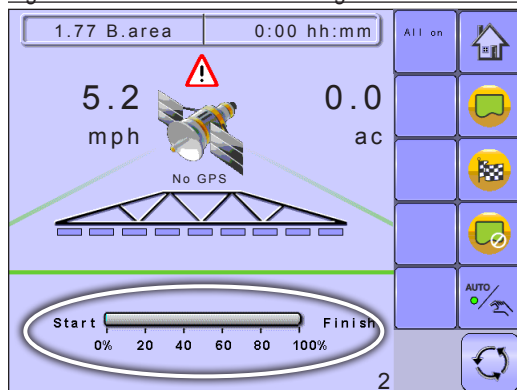 1.77 B.area 0:00 hh:mm
All on
5.2 0.0
mph ac
No GPS
AUTO
Start Finish
0% 20 40 60 80 100%
2